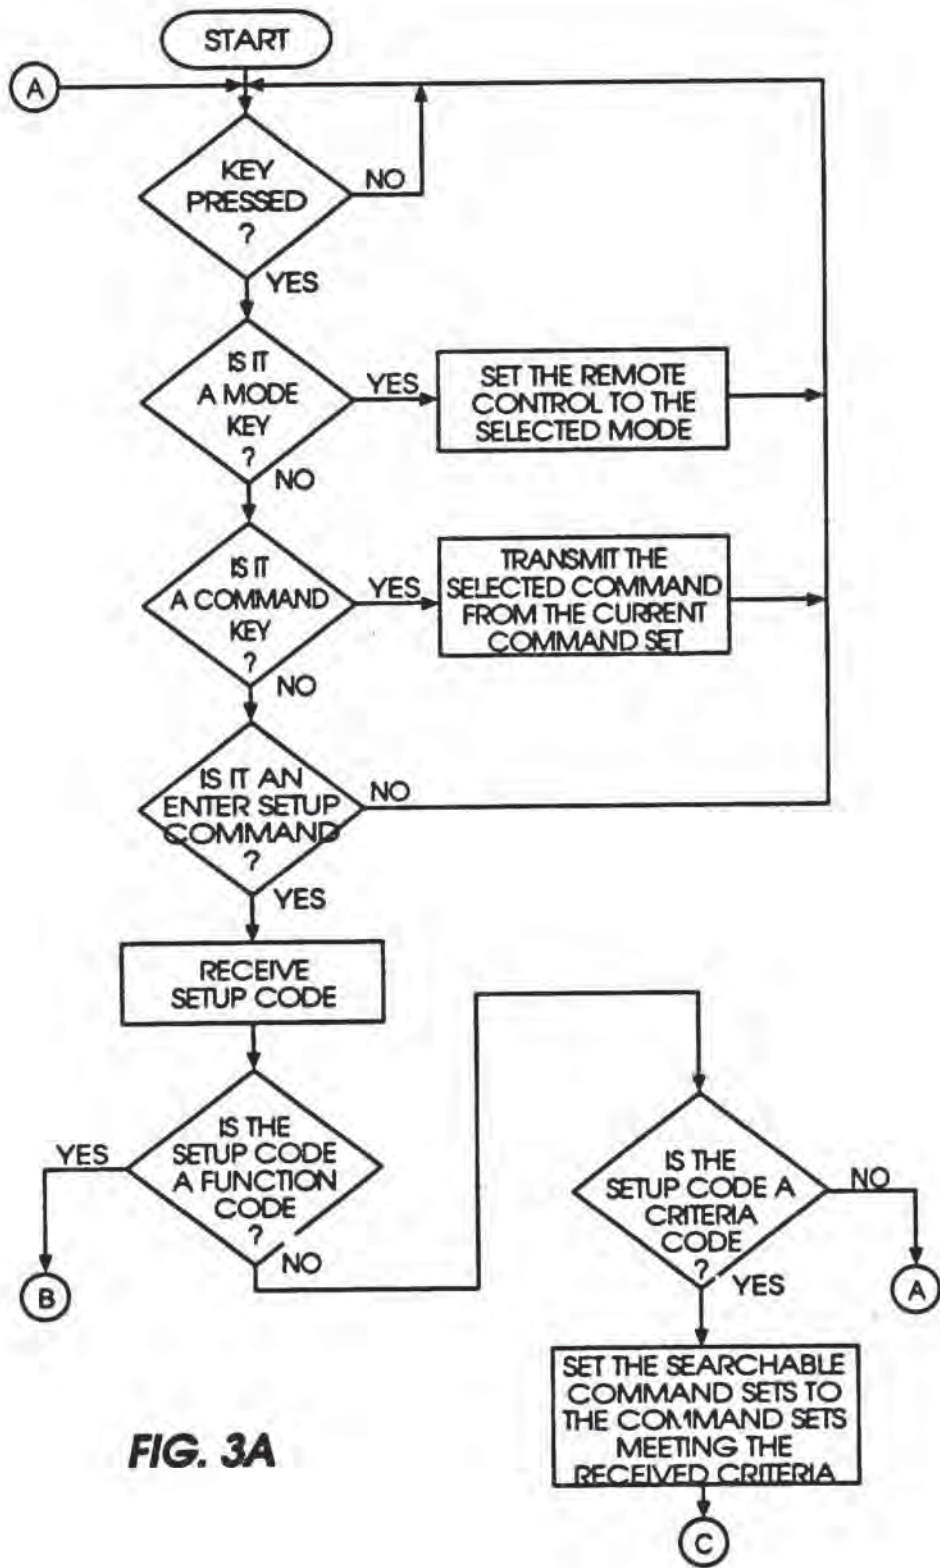 START
A
KEY
PRESSED
?
NO
YES
IS IT
A MODE
KEY
?
YES
SET THE REMOTE
CONTROL TO THE
SELECTED MODE
NO
IS IT
A COMMAND
KEY
?
YES
TRANSMIT THE
SELECTED COMMAND
FROM THE CURRENT
COMMAND SET
NO
IS IT AN
ENTER SETUP
COMMAND
?
NO
YES
RECEIVE
SETUP CODE
IS THE
SETUP CODE
A FUNCTION
CODE
?
YES
B
NO
IS THE
SETUP CODE A
CRITERIA
CODE
?
NO
A
YES
SET THE SEARCHABLE
COMMAND SETS TO
THE COMMAND SETS
MEETING THE
RECEIVED CRITERIA
C
FIG. 3A